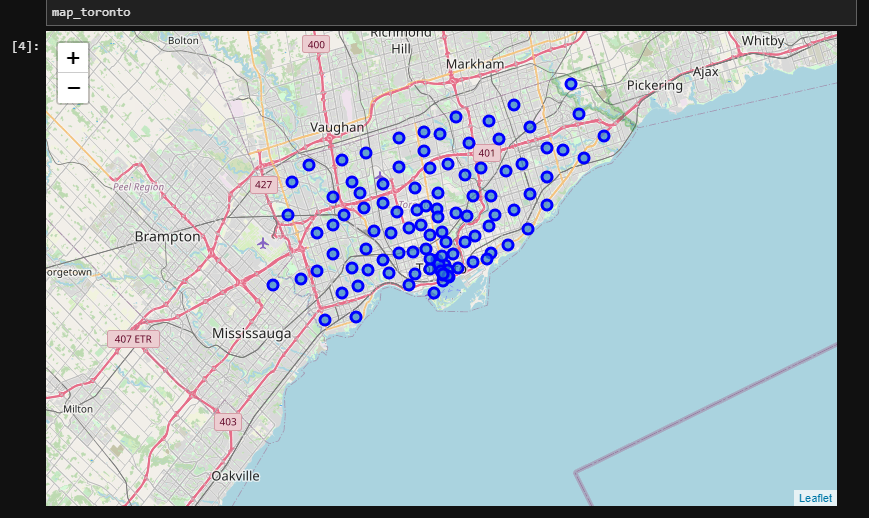 map_toronto
[4]:
+
−
Bolton
400
Richmond
Hill
Whitby
Markham
Ajax
Pickering
Vaughan
401
427
Peel Region
Brampton
orgetown
Mississauga
407 ETR
Milton
403
Oakville
Leaflet